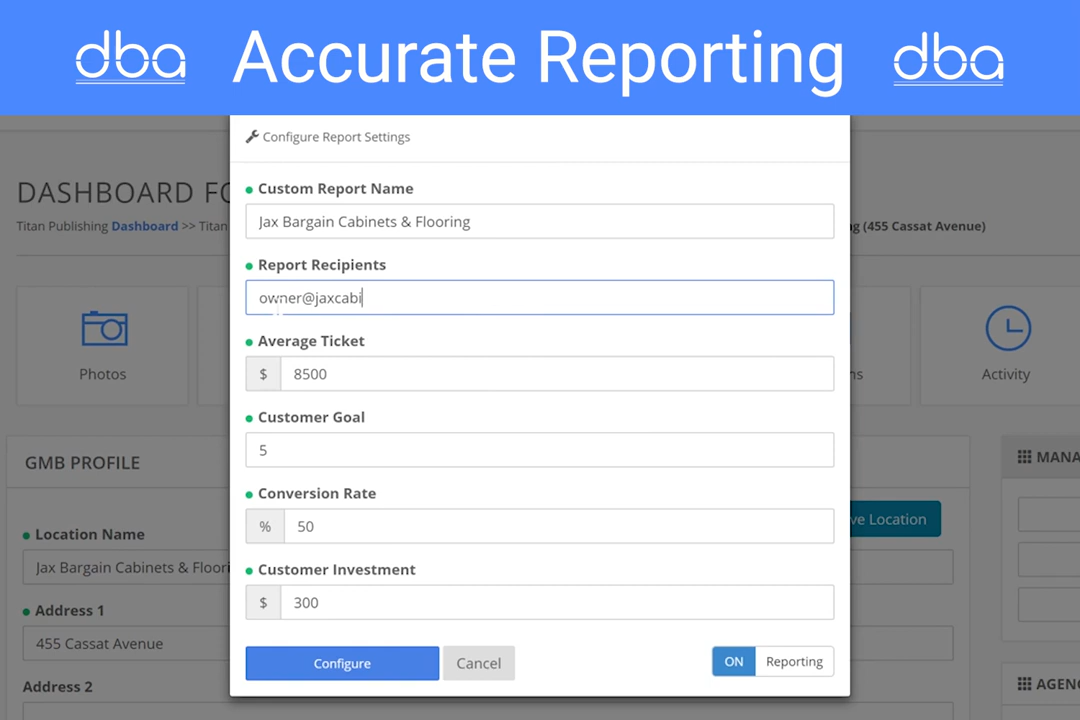 dba Accurate Reporting dba
Configure Report Settings
DASHBOARD FO
Titan Publishing Dashboard >> Titan
g (455 Cassat Avenue)
Custom Report Name
Jax Bargain Cabinets & Flooring
Report Recipients
owner@jaxcabi
Average Ticket
$ 8500
Customer Goal
5
Conversion Rate
% 50
Customer Investment
$ 300
Configure
Cancel
ON Reporting
Photos
ns
Activity
GMB PROFILE
MANA
ve Location
Location Name
Jax Bargain Cabinets & Floori
Address 1
455 Cassat Avenue
Address 2
AGENC